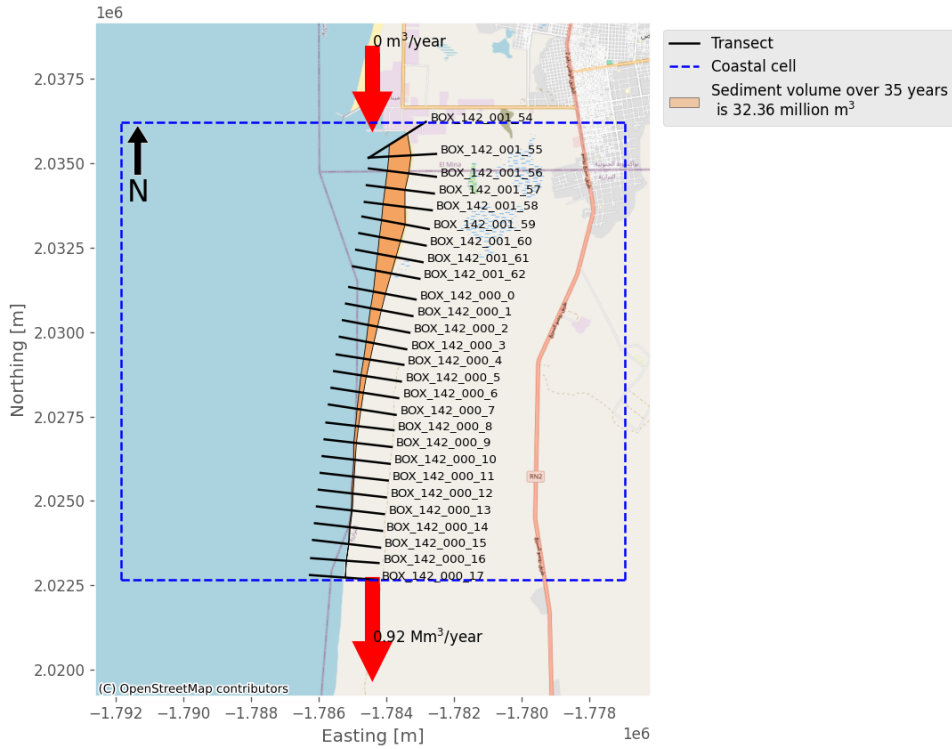 1e6
0 m³/year
Transect
Coastal cell
Sediment volume over 35 years
is 32.36 million m³
2.0375
2.0350
2.0325
2.0300
2.0275
2.0250
2.0225
2.0200
Northing [m]
N
BOX_142_001_54
BOX_142_001_55
El Mina
BOX_142_001_56
BOX_142_001_57
BOX_142_001_58
BOX_142_001_59
BOX_142_001_60
BOX_142_001_61
BOX_142_001_62
BOX_142_000_0
BOX_142_000_1
BOX_142_000_2
BOX_142_000_3
BOX_142_000_4
BOX_142_000_5
BOX_142_000_6
BOX_142_000_7
BOX_142_000_8
BOX_142_000_9
BOX_142_000_10
BOX_142_000_11
RN2
BOX_142_000_12
BOX_142_000_13
BOX_142_000_14
BOX_142_000_15
BOX_142_000_16
BOX_142_000_17
0.92 Mm³/year
(C) OpenStreetMap contributors
−1.792
−1.790
−1.788
−1.786
−1.784
−1.782
−1.780
−1.778
Easting [m]
1e6